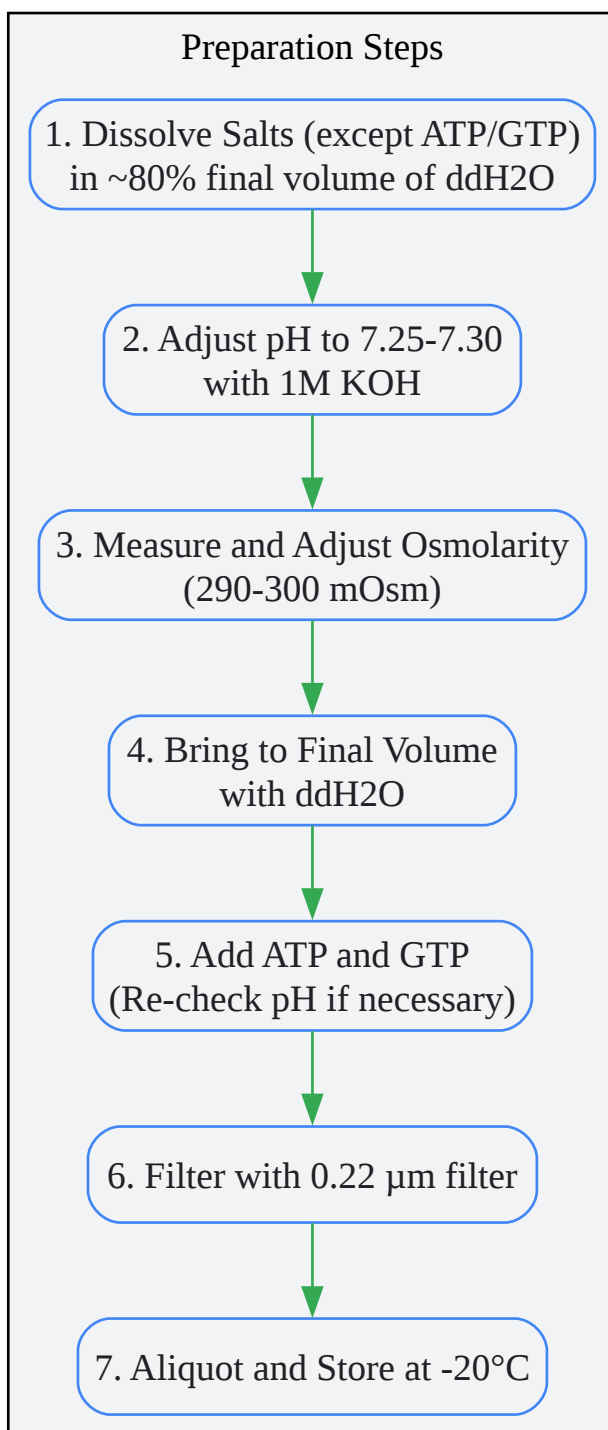 Preparation Steps
1. Dissolve Salts (except ATP/GTP)
in ~80% final volume of ddH2O
2. Adjust pH to 7.25-7.30
with 1M KOH
3. Measure and Adjust Osmolarity
(290-300 mOsm)
4. Bring to Final Volume
with ddH2O
5. Add ATP and GTP
(Re-check pH if necessary)
6. Filter with 0.22 µm filter
7. Aliquot and Store at -20°C